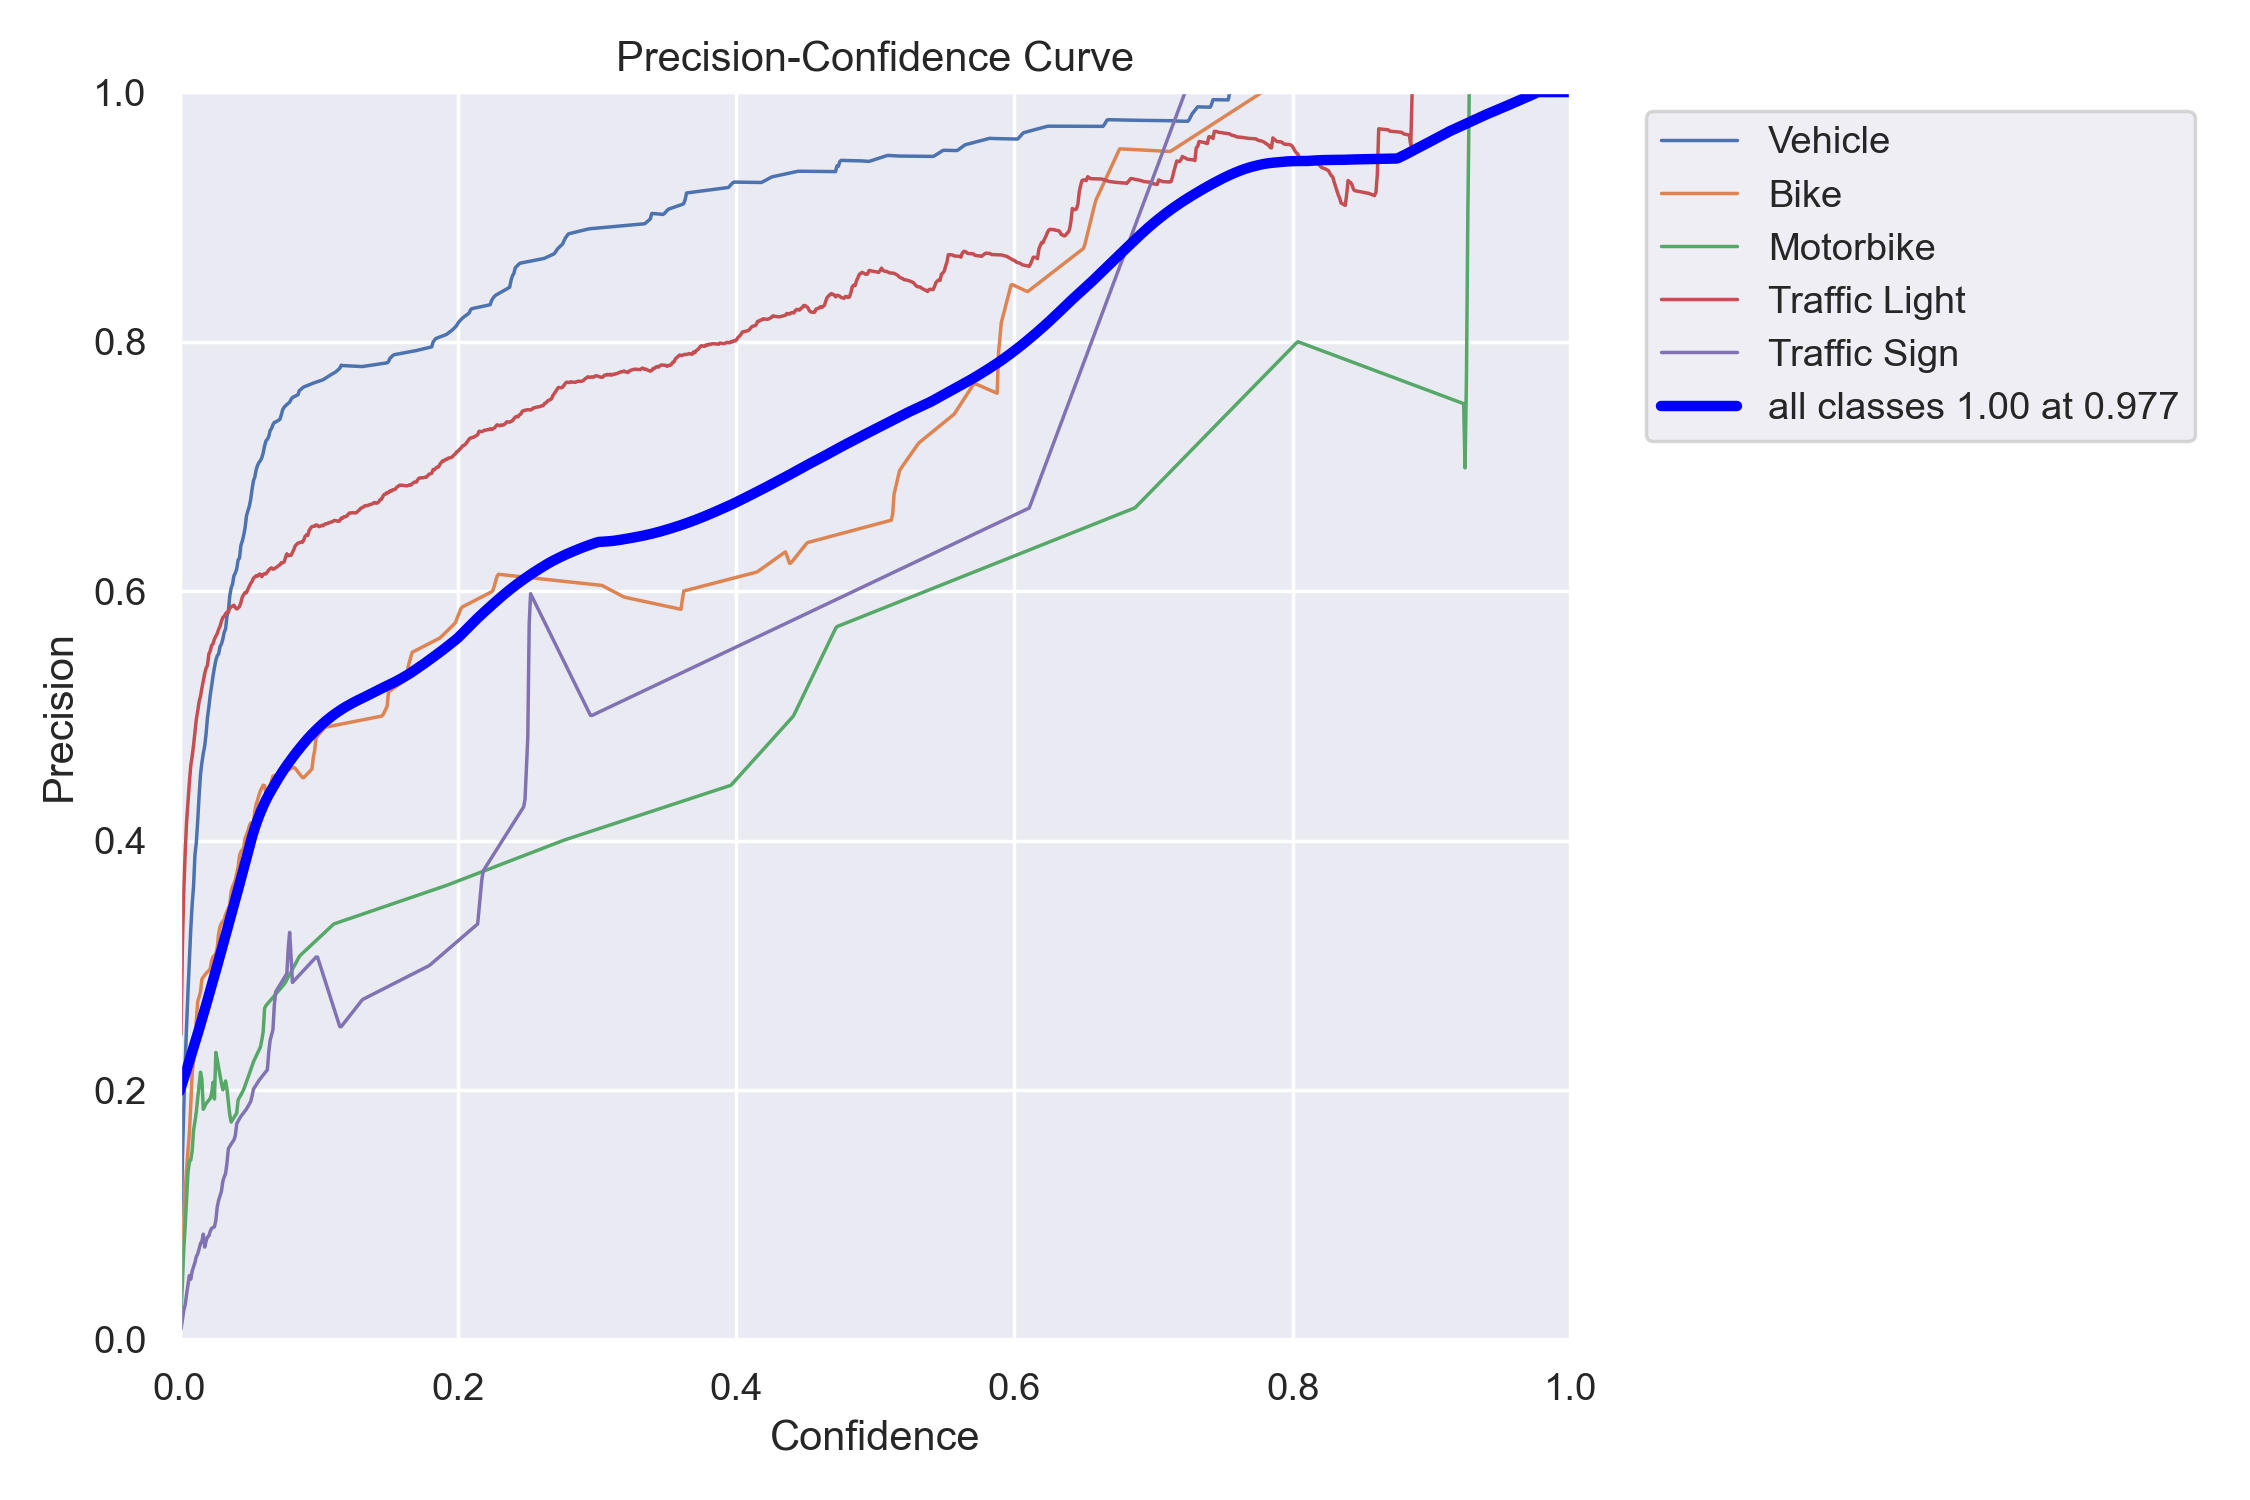 Precision-Confidence Curve
1.0
0.8
0.6
0.4
0.2
0.0
Precision
0.0 0.2 0.4 0.6 0.8 1.0
Confidence
Vehicle
Bike
Motorbike
Traffic Light
Traffic Sign
all classes 1.00 at 0.977